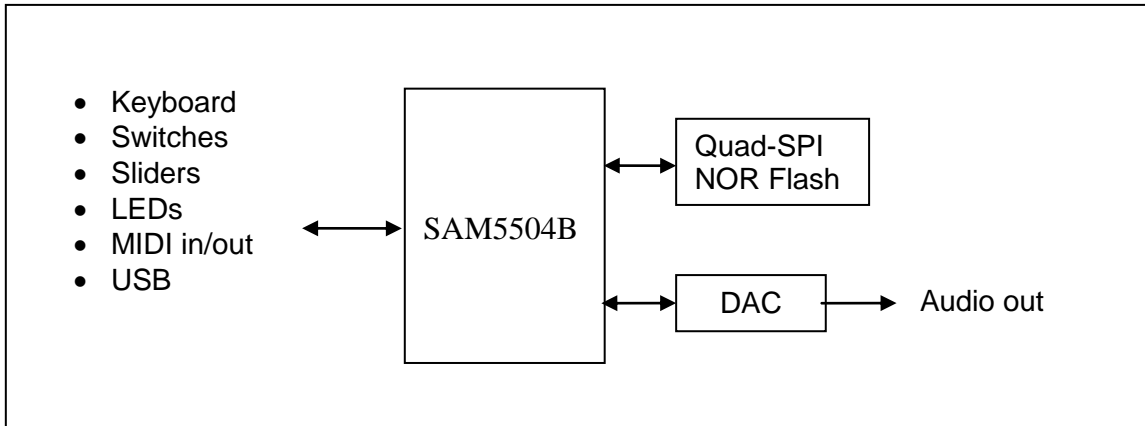 • Keyboard
• Switches
• Sliders
• LEDs
• MIDI in/out
• USB
SAM5504B
Quad-SPI
NOR Flash
DAC
Audio out